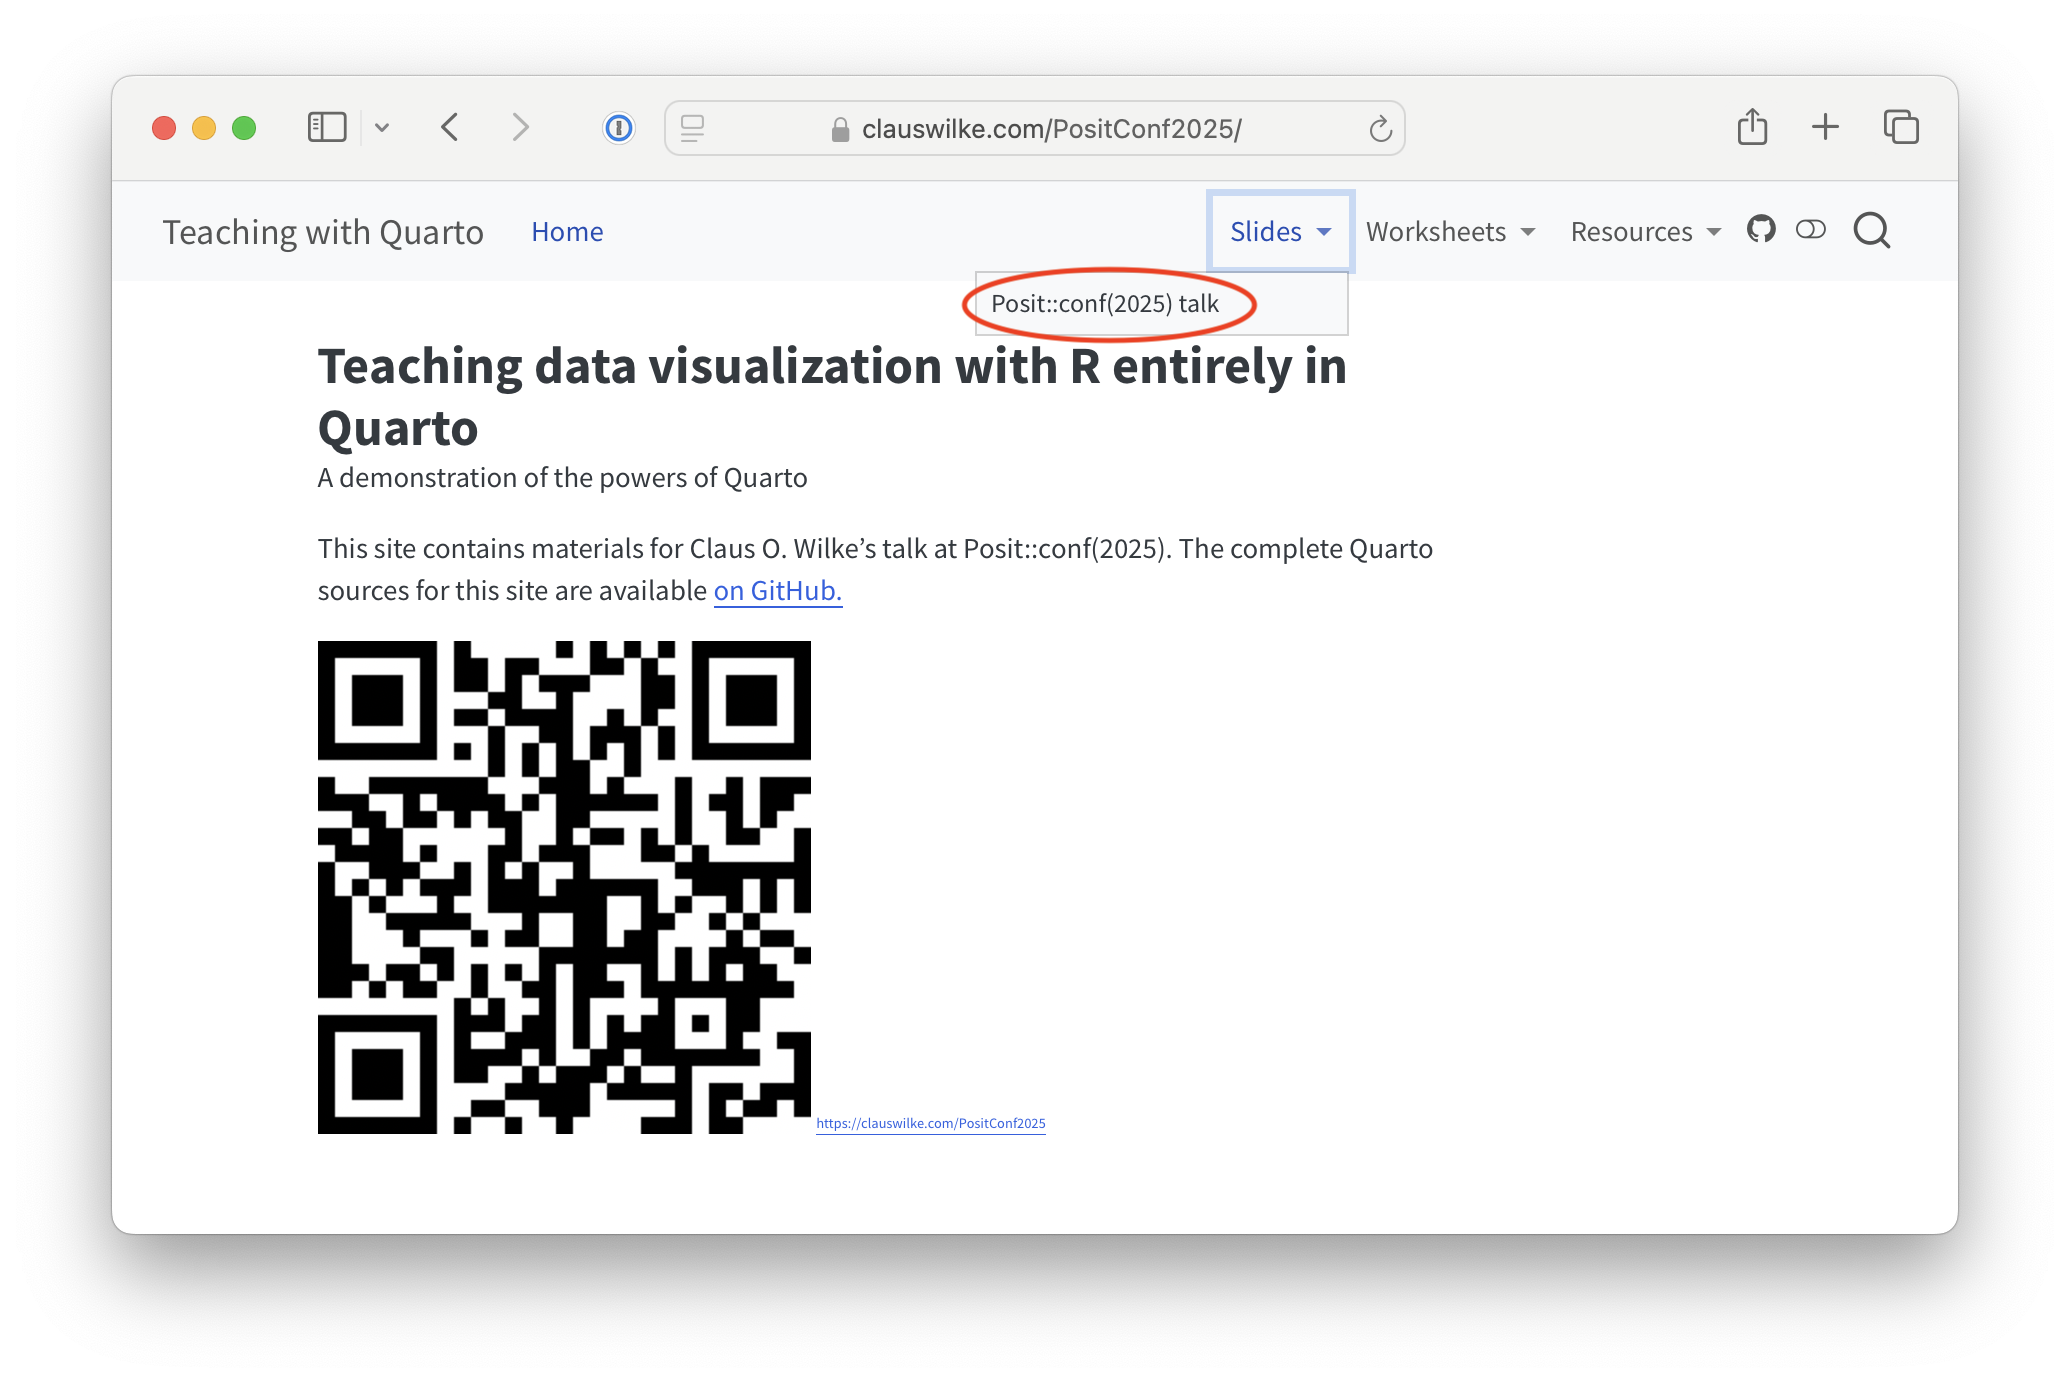 clauswilke.com/PositConf2025/
Teaching with Quarto Home Slides Worksheets Resources
Posit::conf(2025) talk
Teaching data visualization with R entirely in
Quarto
A demonstration of the powers of Quarto
This site contains materials for Claus O. Wilke’s talk at Posit::conf(2025). The complete Quarto
sources for this site are available on GitHub.
https://clauswilke.com/PositConf2025